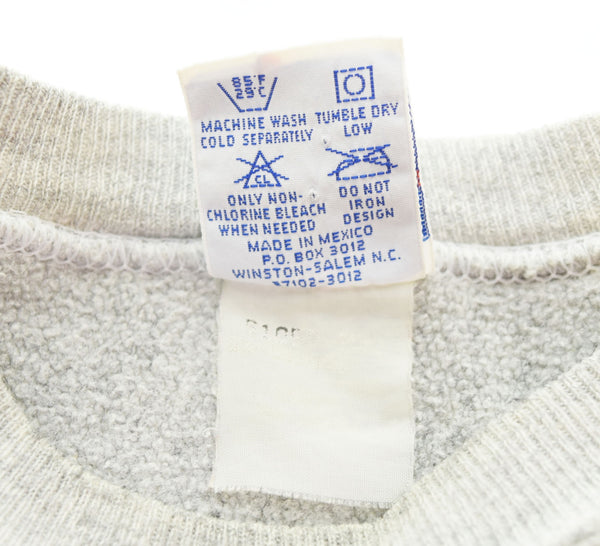 85°F
29°C
MACHINE WASH
COLD SEPARATELY
TUMBLE DRY
LOW
CL
ONLY NON-
CHLORINE BLEACH
WHEN NEEDED
DO NOT
IRON
DESIGN
MADE IN MEXICO
P.O. BOX 3012
WINSTON-SALEM N.C.
27102-3012